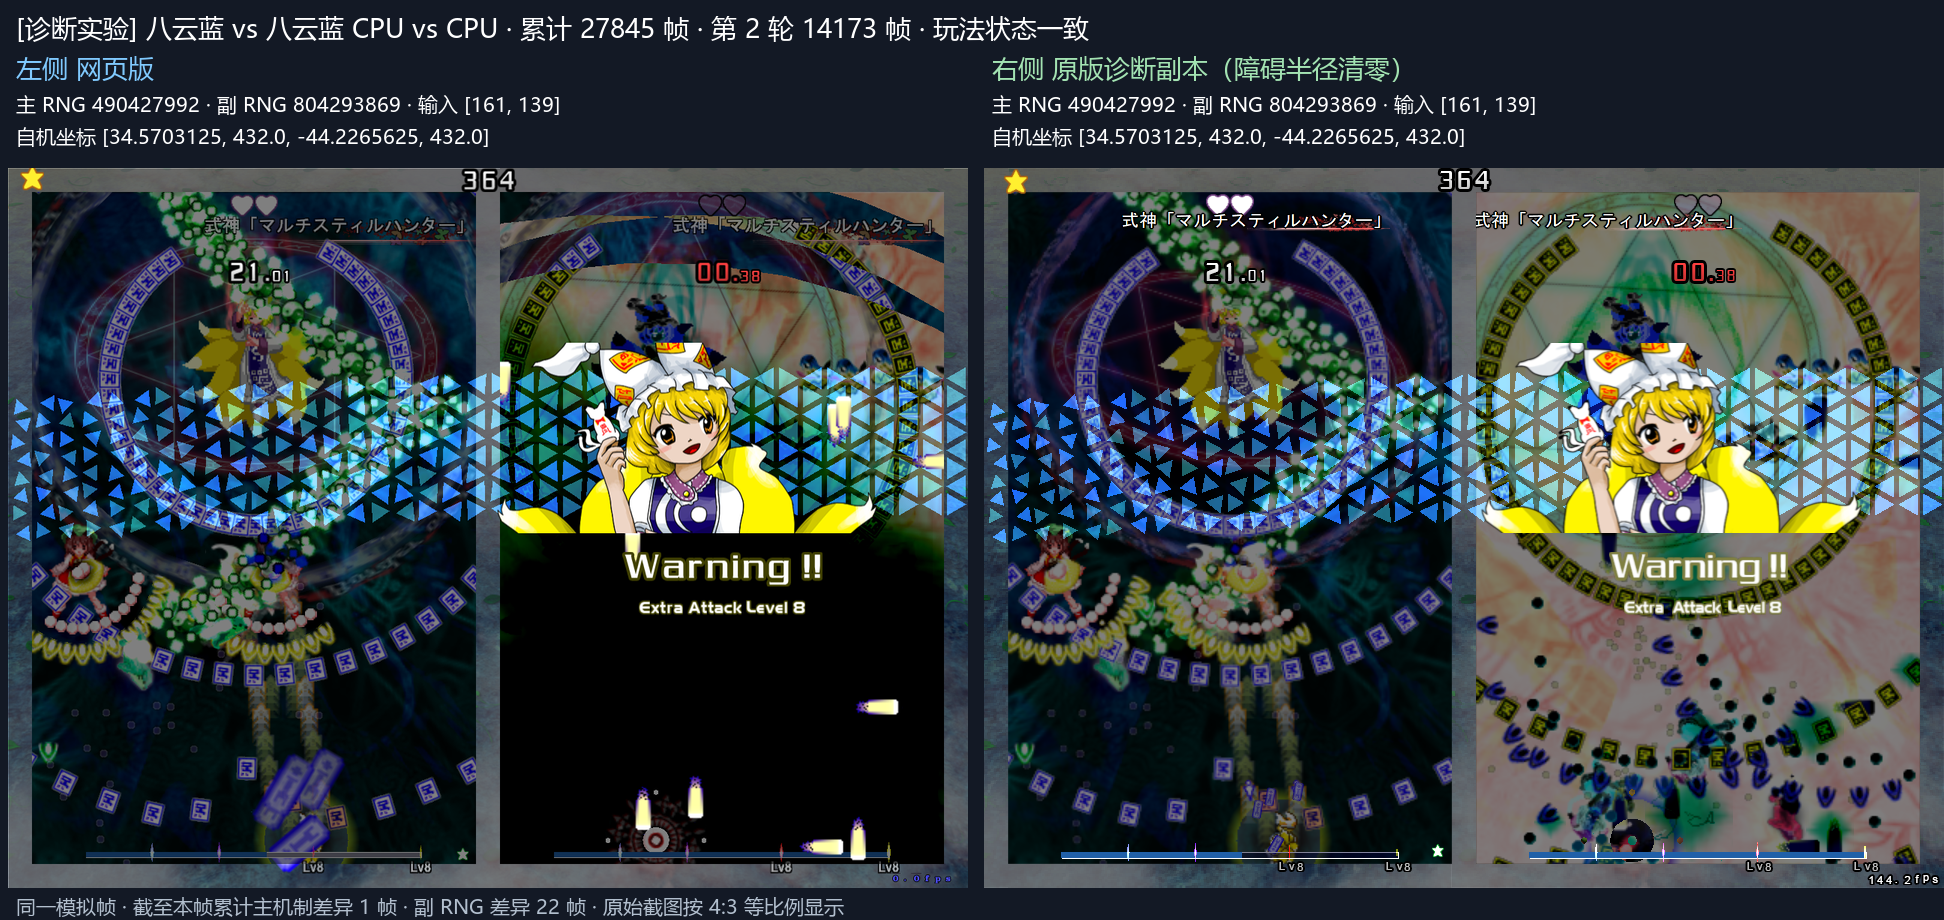 [诊断实验] 八云蓝 vs 八云蓝 CPU vs CPU · 累计 27845 帧 · 第 2 轮 14173 帧 · 玩法状态一致
左侧 网页版
主 RNG 490427992 · 副 RNG 804293869 · 输入 [161, 139]
自机坐标 [34.5703125, 432.0, -44.2265625, 432.0]
右侧 原版诊断副本（障碍半径清零）
主 RNG 490427992 · 副 RNG 804293869 · 输入 [161, 139]
自机坐标 [34.5703125, 432.0, -44.2265625, 432.0]
364
式神「マルチスティルハンター」
式神「マルチスティルハンター」
21.01
00.38
Warning !!
Extra Attack Level 8
Lv8
Lv8
Lv8
Lv8
0.0fps
364
式神「マルチスティルハンター」
式神「マルチスティルハンター」
21.01
00.38
Warning !!
Extra Attack Level 8
Lv8
Lv8
Lv8
Lv8
144.2fps
同一模拟帧 · 截至本帧累计主机制差异 1 帧 · 副 RNG 差异 22 帧 · 原始截图按 4:3 等比例显示